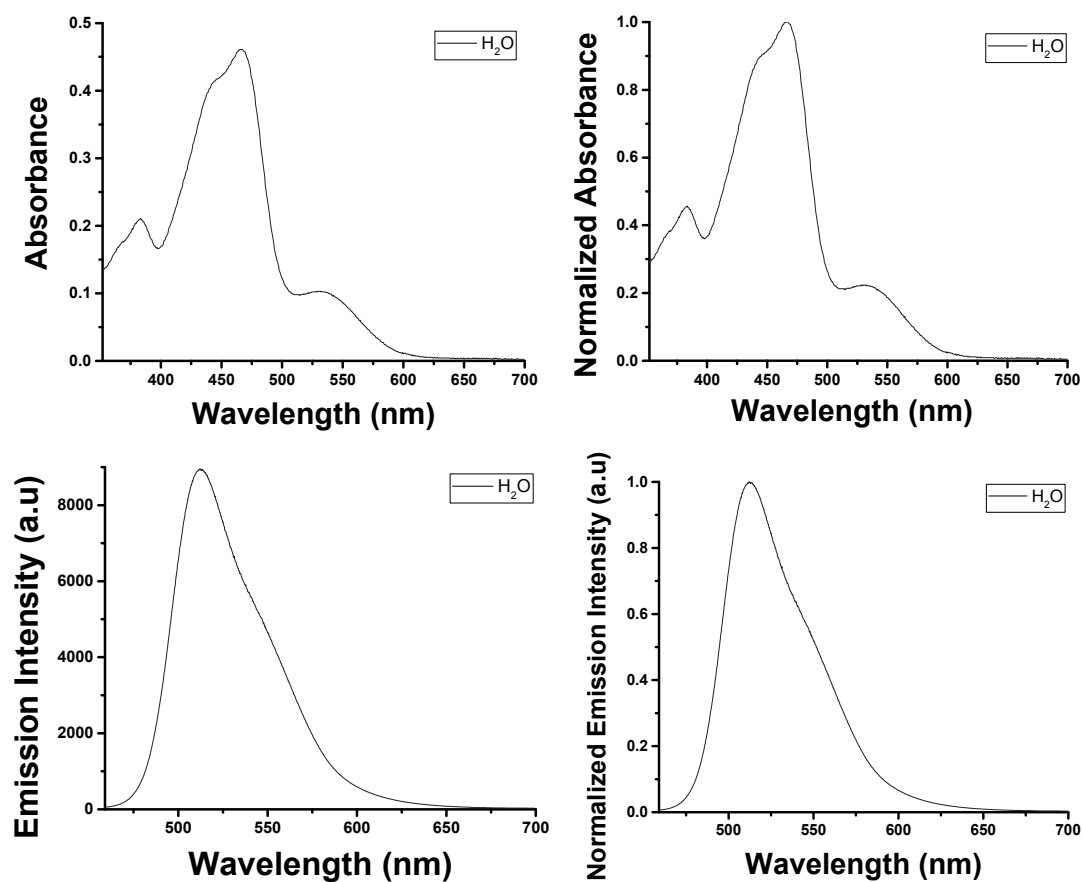 Absorbance
0.5
0.4
0.3
0.2
0.1
0.0
H₂O
400 450 500 550 600 650 700
Wavelength (nm)
Normalized Absorbance
1.0
0.8
0.6
0.4
0.2
0.0
H₂O
400 450 500 550 600 650 700
Wavelength (nm)
Emission Intensity (a.u)
8000
6000
4000
2000
0
H₂O
500 550 600 650 700
Wavelength (nm)
Normalized Emission Intensity (a.u)
1.0
0.8
0.6
0.4
0.2
0.0
H₂O
500 550 600 650 700
Wavelength (nm)